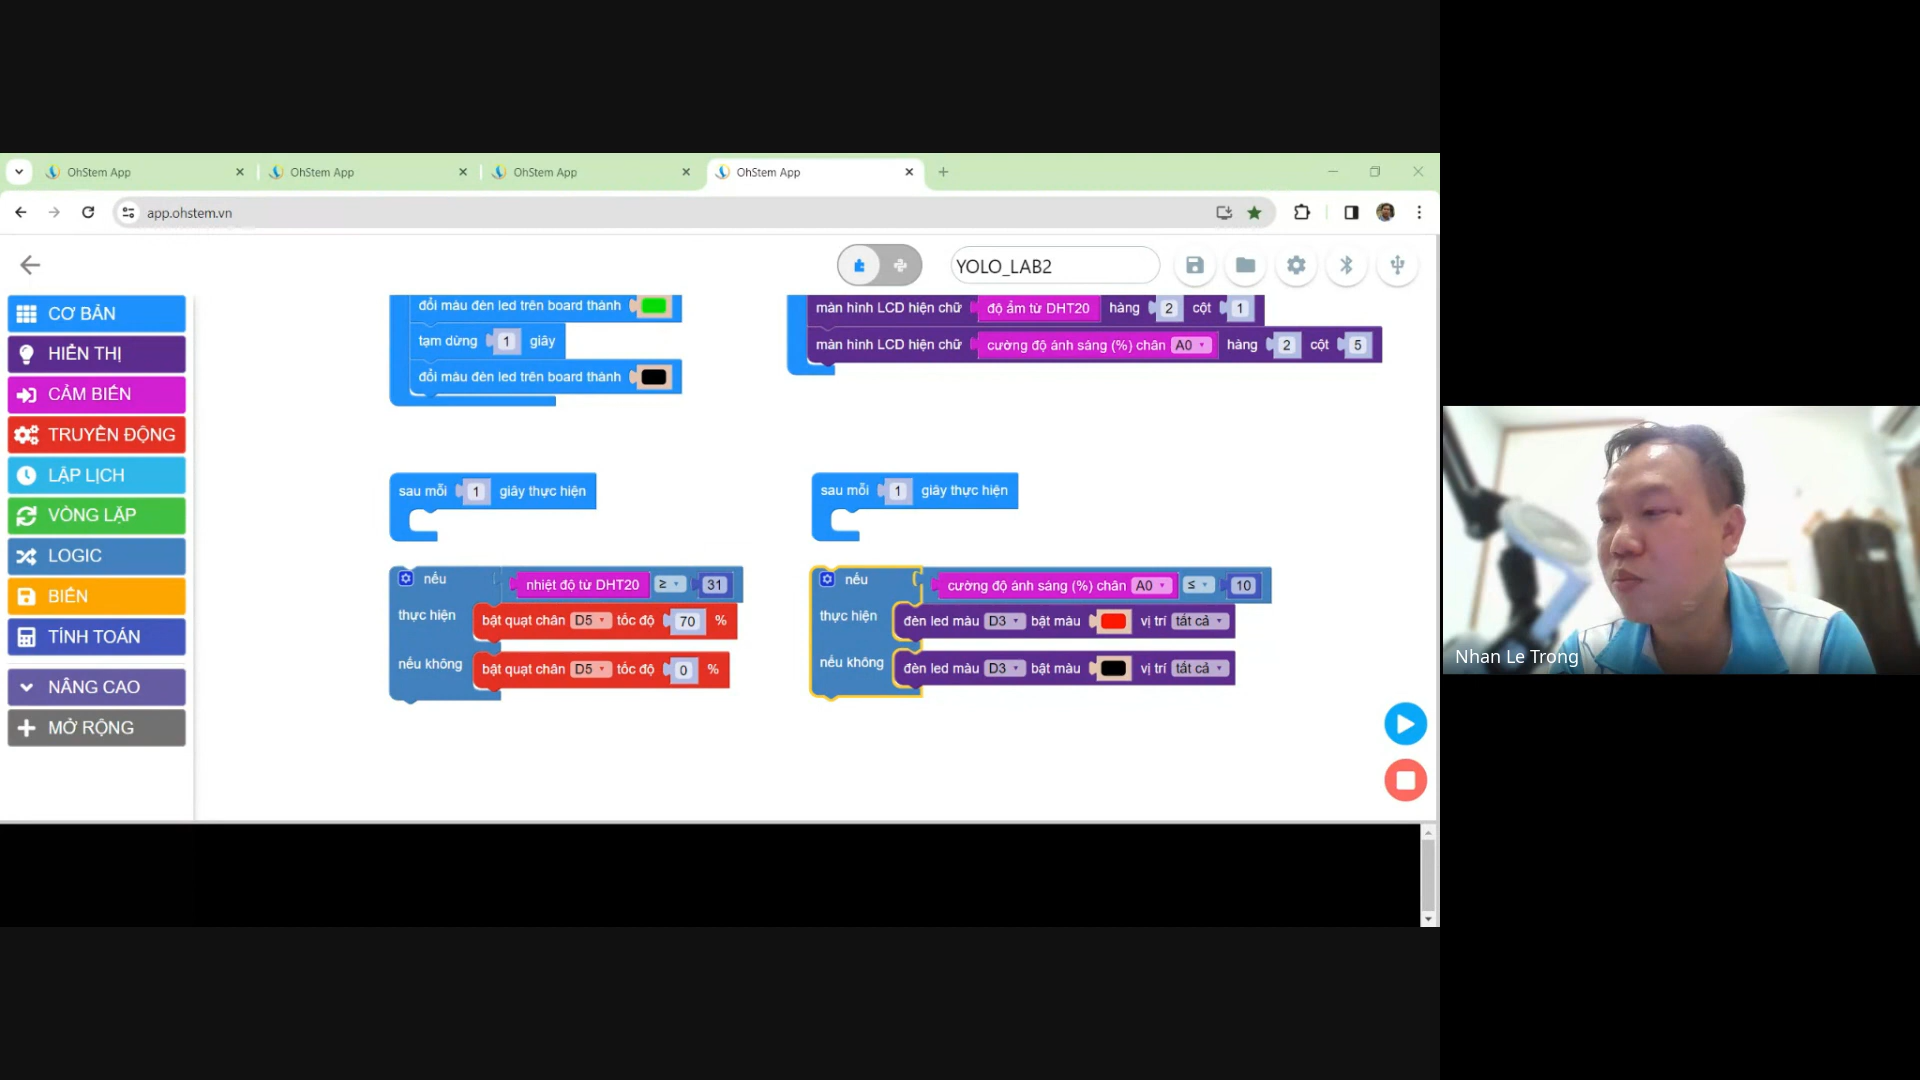 OhStem App
OhStem App
OhStem App
OhStem App
app.ohstem.vn
YOLO_LAB2
CƠ BẢN
HIỂN THỊ
CẢM BIẾN
TRUYỀN ĐỘNG
LẬP LỊCH
VÒNG LẶP
LOGIC
BIẾN
TÍNH TOÁN
NÂNG CAO
MỞ RỘNG
đổi màu đèn led trên board thành
tạm dừng 1 giây
đổi màu đèn led trên board thành
màn hình LCD hiện chữ độ ẩm từ DHT20 hàng 2 cột 1
màn hình LCD hiện chữ cường độ ánh sáng (%) chân A0 hàng 2 cột 5
sau mỗi 1 giây thực hiện
sau mỗi 1 giây thực hiện
nếu nhiệt độ từ DHT20 ≥ 31
thực hiện bật quạt chân D5 tốc độ 70 %
nếu không bật quạt chân D5 tốc độ 0 %
nếu cường độ ánh sáng (%) chân A0 ≤ 10
thực hiện đèn led màu D3 bật màu vị trí tất cả
nếu không đèn led màu D3 bật màu vị trí tất cả
Nhan Le Trong